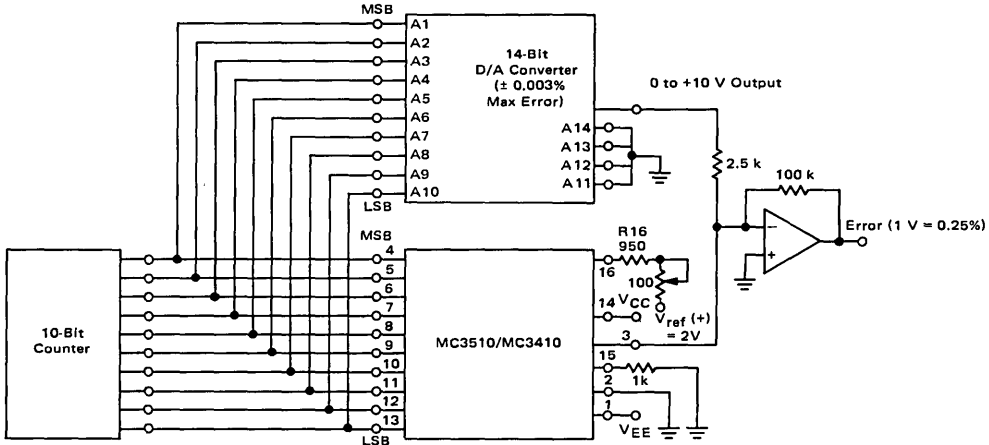 MSB
A1
A2
A3
A4
A5
A6
A7
A8
A9
A10
LSB
14-Bit
D/A Converter
(± 0.003%
Max Error)
A14
A13
A12
A11
0 to +10 V Output
2.5 k
100 k
Error (1 V = 0.25%)
−
+
10-Bit
Counter
MSB
4
5
6
7
8
9
10
11
12
13
LSB
MC3510/MC3410
R16
950
16
100
14
VCC
Vref (+)
= 2V
3
15
1k
2
1
VEE